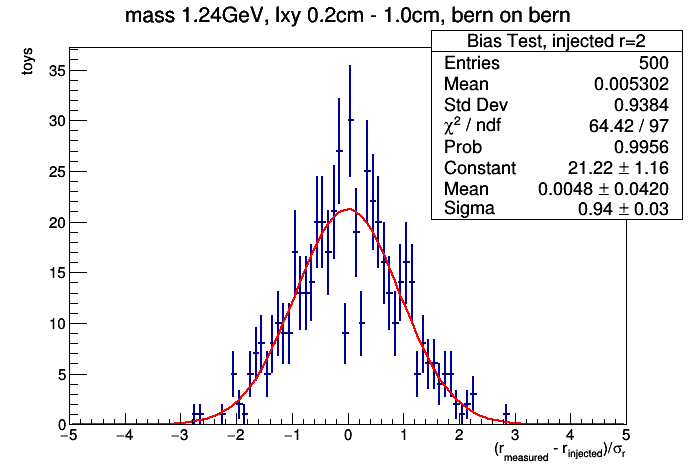 mass 1.24GeV, lxy 0.2cm - 1.0cm, bern on bern
Bias Test, injected r=2
Entries 500
Mean 0.005302
Std Dev 0.9384
χ² / ndf 64.42 / 97
Prob 0.9956
Constant 21.22 ± 1.16
Mean 0.0048 ± 0.0420
Sigma 0.94 ± 0.03
toys
35
30
25
20
15
10
5
0
−5 −4 −3 −2 −1 0 1 2 3 4 5
(r_measured - r_injected)/σ_r